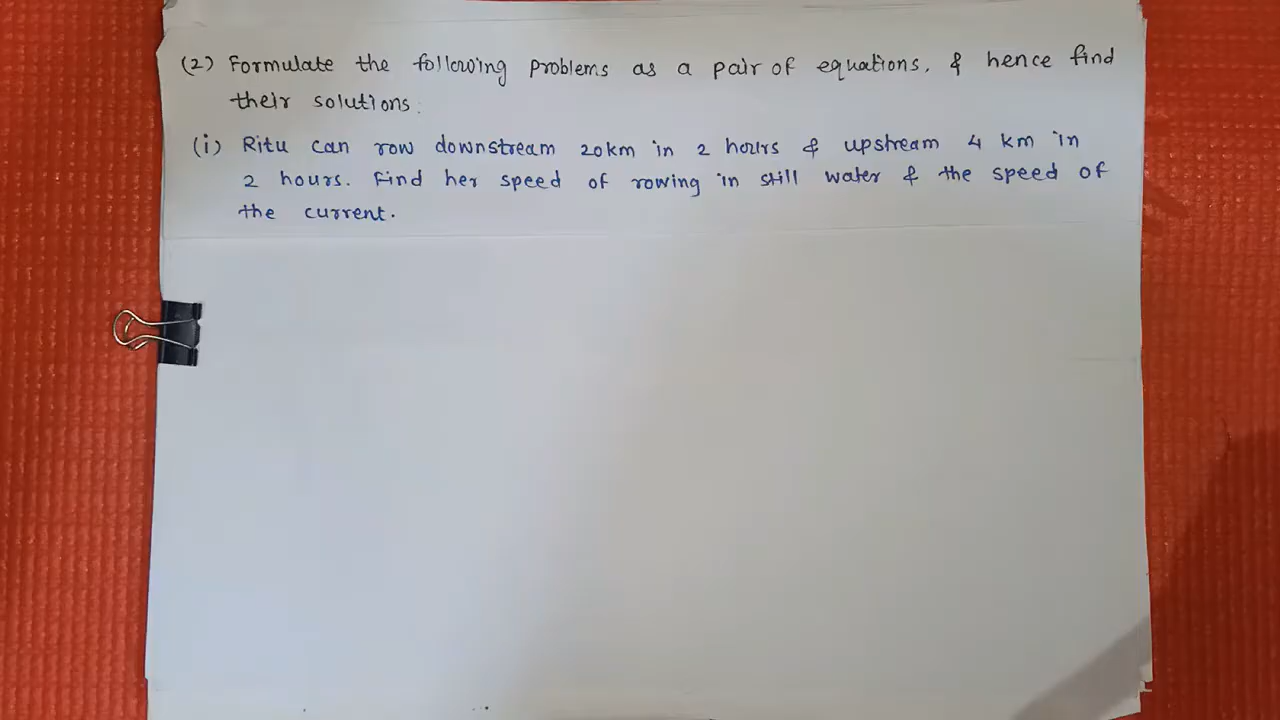 (2) Formulate the following problems as a pair of equations, & hence find
their solutions:
(i) Ritu can row downstream 20km in 2 hours & upstream 4 km in
2 hours. Find her speed of rowing in still water & the speed of
the current.